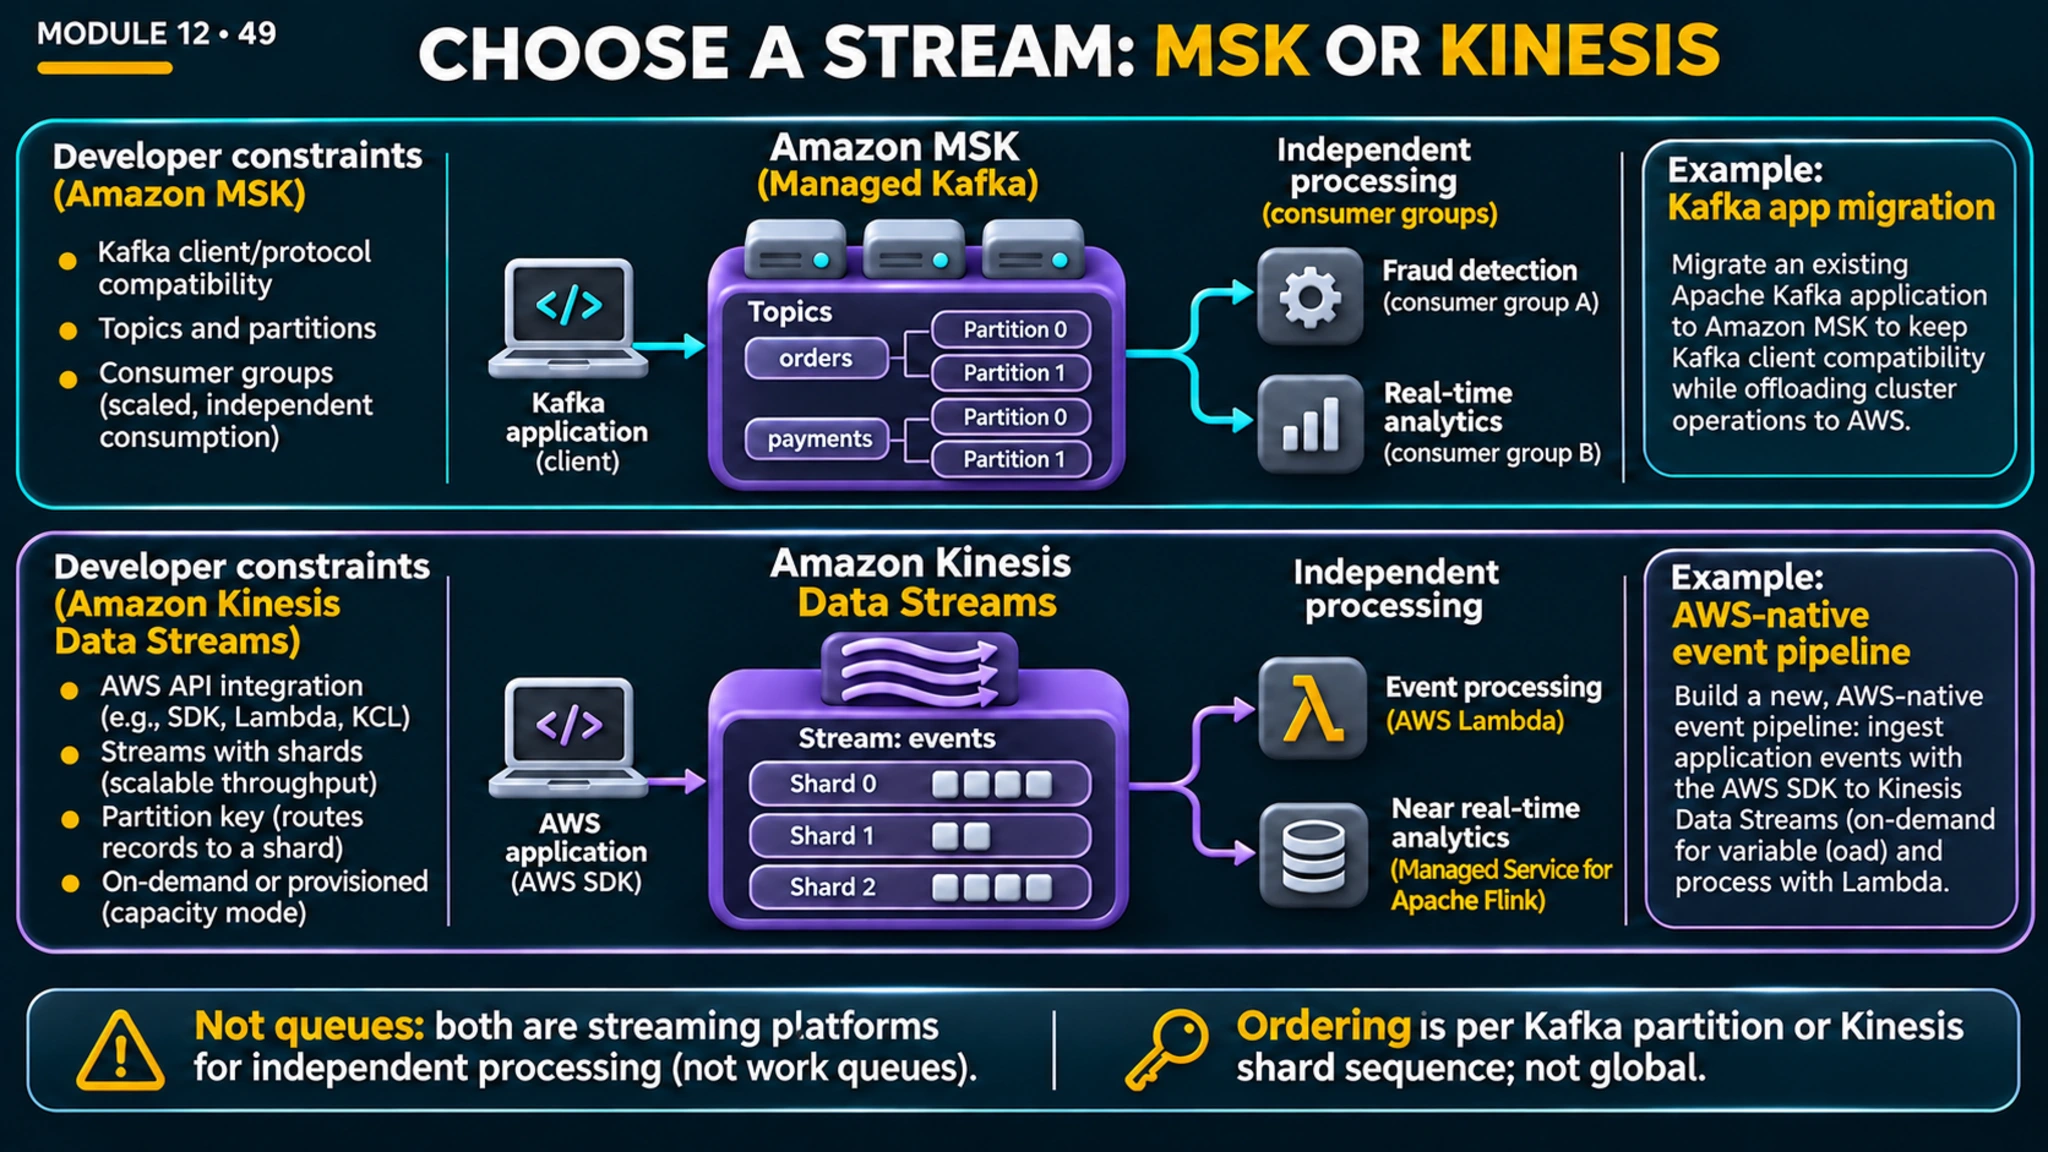 MODULE 12 • 49
CHOOSE A STREAM: MSK OR KINESIS
Developer constraints
(Amazon MSK)
Kafka client/protocol
compatibility
Topics and partitions
Consumer groups
(scaled, independent
consumption)
Kafka
application
(client)
Amazon MSK
(Managed Kafka)
Topics
orders
Partition 0
Partition 1
payments
Partition 0
Partition 1
Independent
processing
(consumer groups)
Fraud detection
(consumer group A)
Real-time
analytics
(consumer group B)
Example:
Kafka app migration
Migrate an existing
Apache Kafka application
to Amazon MSK to keep
Kafka client compatibility
while offloading cluster
operations to AWS.
Developer constraints
(Amazon Kinesis
Data Streams)
AWS API integration
(e.g., SDK, Lambda, KCL)
Streams with shards
(scalable throughput)
Partition key (routes
records to a shard)
On-demand or provisioned
(capacity mode)
AWS
application
(AWS SDK)
Amazon Kinesis
Data Streams
Stream: events
Shard 0
Shard 1
Shard 2
Independent
processing
Event processing
(AWS Lambda)
Near real-time
analytics
(Managed Service for
Apache Flink)
Example:
AWS-native
event pipeline
Build a new, AWS-native
event pipeline: ingest
application events with
the AWS SDK to Kinesis
Data Streams (on-demand
for variable (oad) and
process with Lambda.
Not queues: both are streaming platforms
for independent processing (not work queues).
Ordering is per Kafka partition or Kinesis
shard sequence; not global.